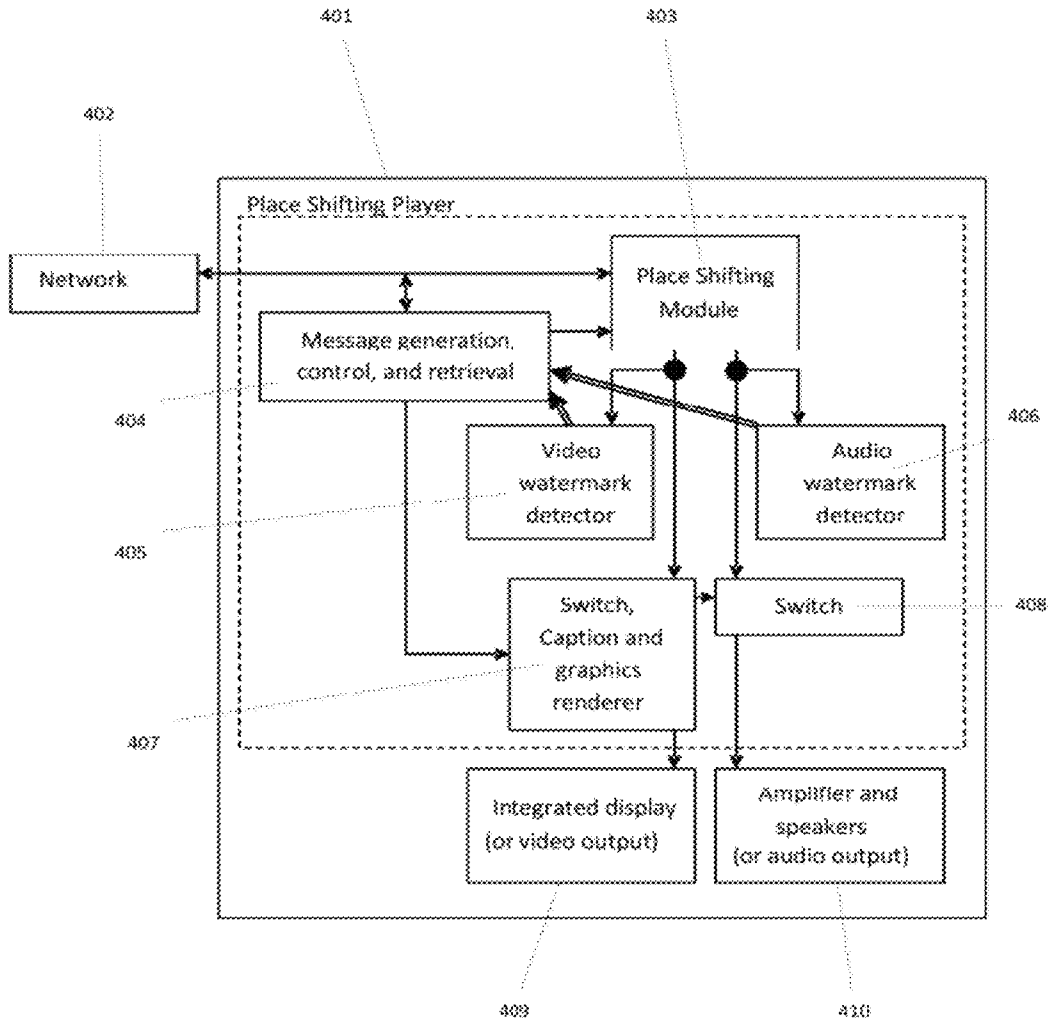 401
403
402
Place Shifting Player
Network
Place Shifting
Module
Message generation,
control, and retrieval
404
406
Video
watermark
detector
Audio
watermark
detector
405
Switch,
Caption and
graphics
renderer
Switch
408
407
Integrated display
(or video output)
Amplifier and
speakers
(or audio output)
409
410